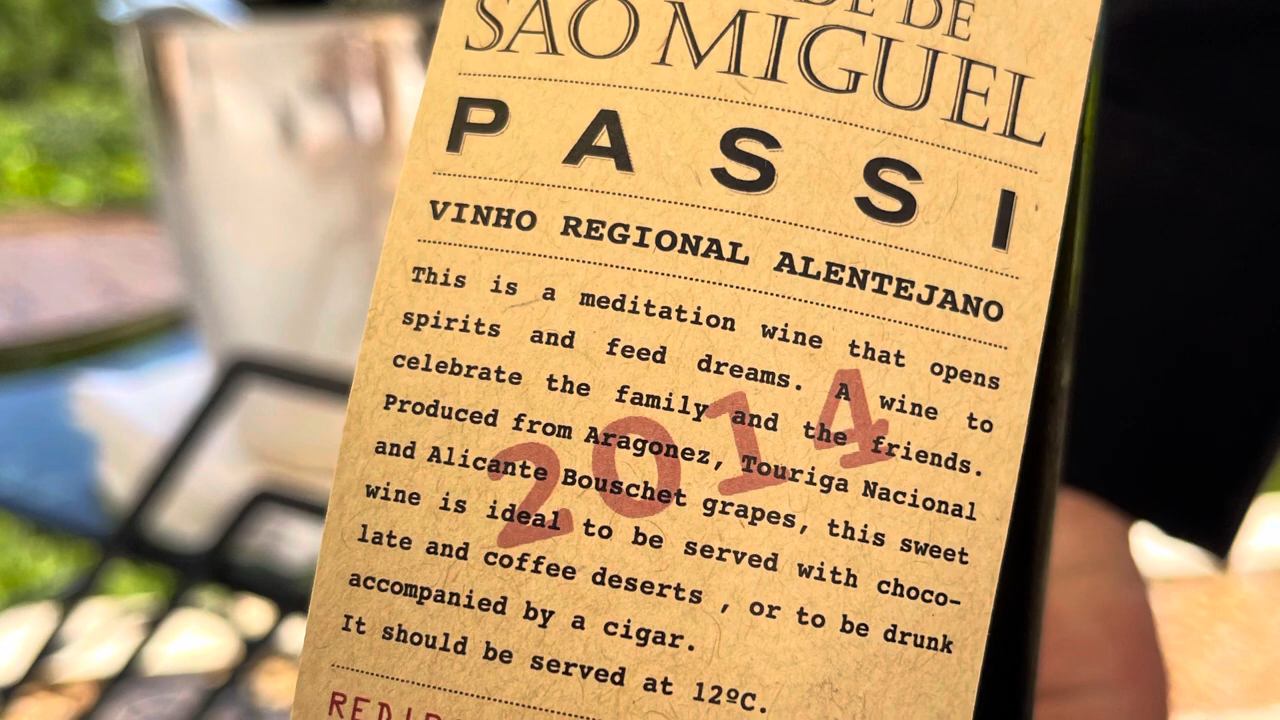 DE DE
SÃO MIGUEL
PASSI
VINHO REGIONAL ALENTEJANO
This is a meditation wine that opens
spirits and feed dreams. A wine to
celebrate the family and the friends.
Produced from Aragonez, Touriga Nacional
and Alicante Bouschet grapes, this sweet
wine is ideal to be served with choco-
late and coffee deserts , or to be drunk
accompanied by a cigar.
It should be served at 12ºC.
2014